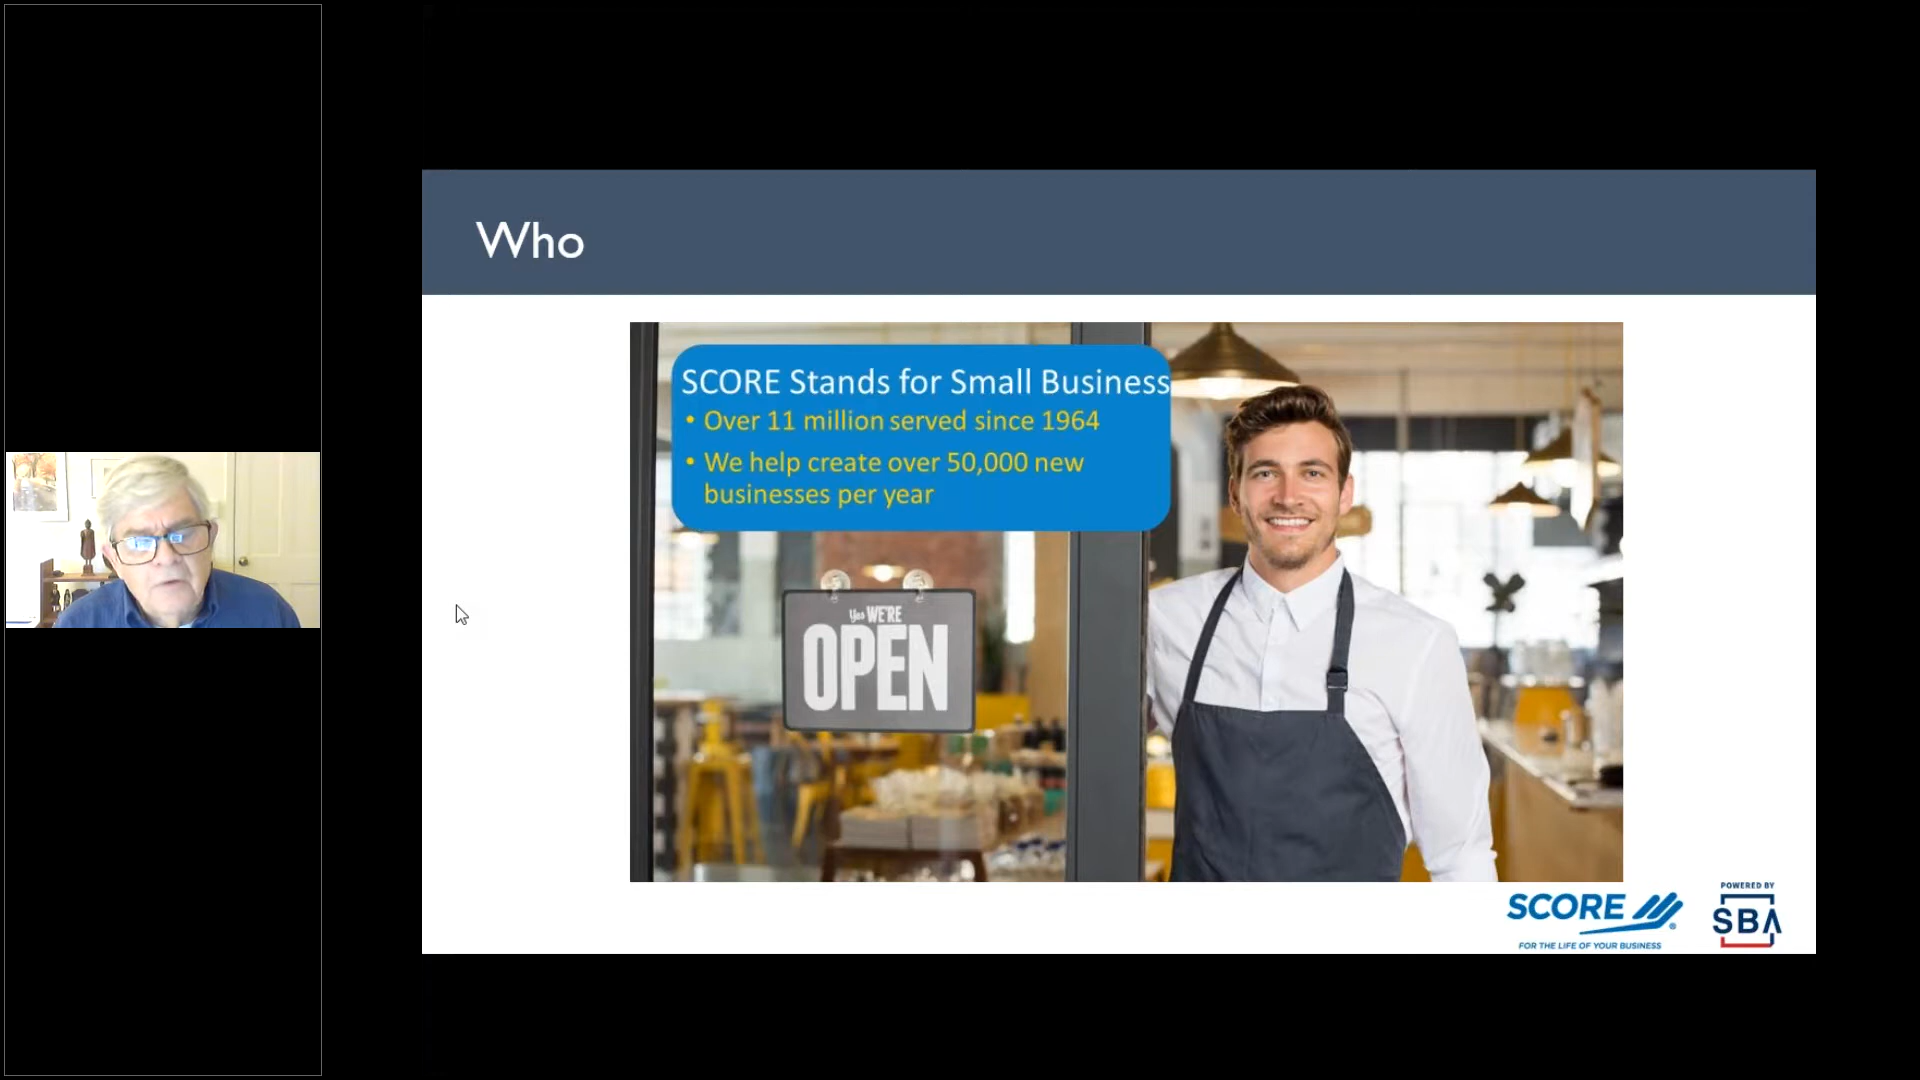 Who
SCORE Stands for Small Business
• Over 11 million served since 1964
• We help create over 50,000 new
businesses per year
Yes WE'RE
OPEN
SCORE ®
FOR THE LIFE OF YOUR BUSINESS
POWERED BY
SBA